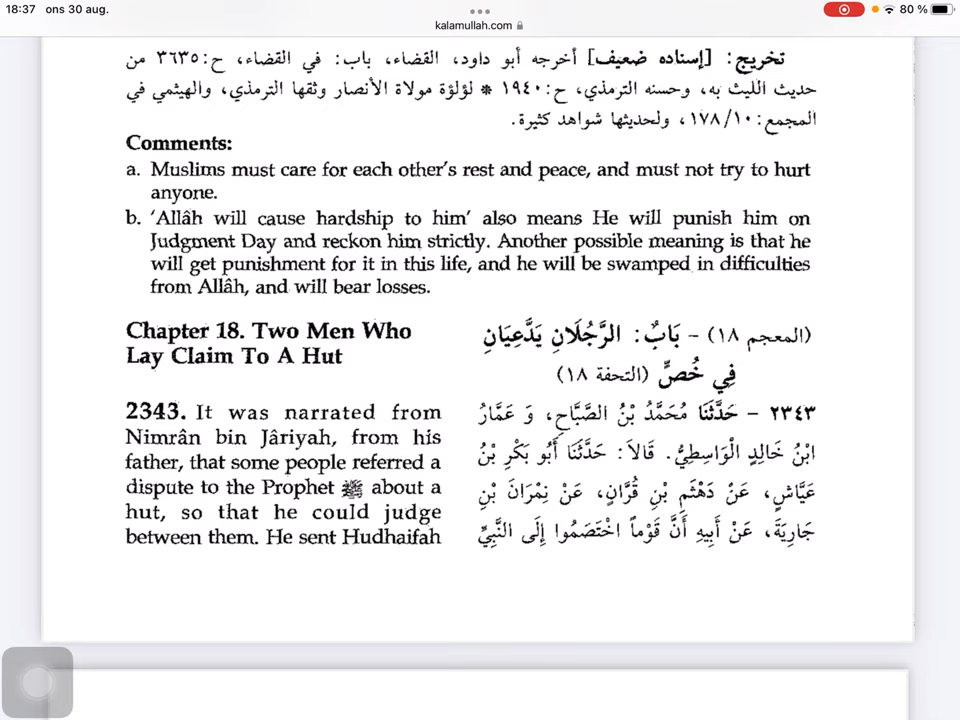 18:37 ons 30 aug.
80 %
kalamullah.com
تخريج: [إسناده ضعيف] أخرجه أبو داود، القضاء، باب: في القضاء، ح:٣٦٣٥ من
حديث الليث به، وحسنه الترمذي، ح:١٩٤٠ * لؤلؤة مولاة الأنصار وثقها الترمذي، والهيثمي في
المجمع: ١٧٨/١٠، ولحديثها شواهد كثيرة.
Comments:
a. Muslims must care for each other's rest and peace, and must not try to hurt
anyone.
b. 'Allâh will cause hardship to him' also means He will punish him on
Judgment Day and reckon him strictly. Another possible meaning is that he
will get punishment for it in this life, and he will be swamped in difficulties
from Allâh, and will bear losses.
Chapter 18. Two Men Who
Lay Claim To A Hut
(المعجم ١٨) - بَابٌ: الرَّجُلَانِ يَدَّعِيَانِ
فِي خُصٍّ (التحفة ١٨)
2343. It was narrated from
Nimrân bin Jâriyah, from his
father, that some people referred a
dispute to the Prophet ﷺ about a
hut, so that he could judge
between them. He sent Hudhaifah
٢٣٤٣ - حَدَّثَنَا مُحَمَّدُ بْنُ الصَّبَّاحِ، وَ عَمَّارُ
ابْنُ خَالِدٍ الْوَاسِطِيُّ. قَالاَ: حَدَّثَنَا أَبُو بَكْرِ بْنُ
عَيَّاشٍ، عَنْ دَهْثَمِ بْنِ قُرَّانٍ، عَنْ نِمْرَانَ بْنِ
جَارِيَةَ، عَنْ أَبِيهِ أَنَّ قَوْماً اخْتَصَمُوا إِلَى النَّبِيِّ